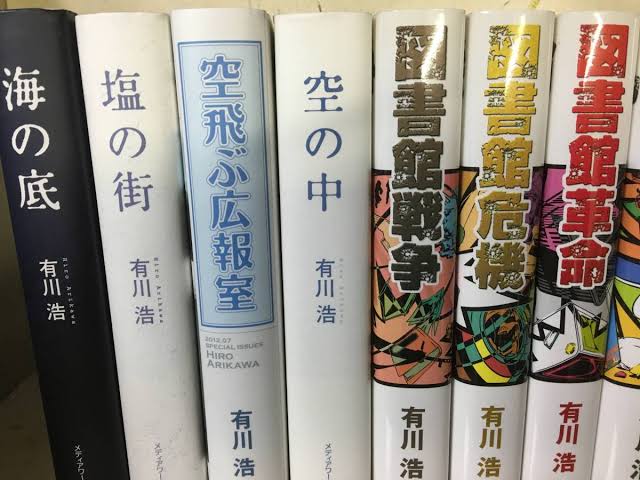 海の底
有川 浩
HIRO ARIKAWA
塩の街
有川 浩
HIRO ARIKAWA
メディアワー
空飛ぶ広報室
2012.07
SPECIAL ISSUES
HIRO
ARIKAWA
有川 浩
空の中
有川 浩
HIRO ARIKAWA
メディアワー
図書館戦争
有川 浩
図書館危機
有川 浩
図書館革命
有川 浩